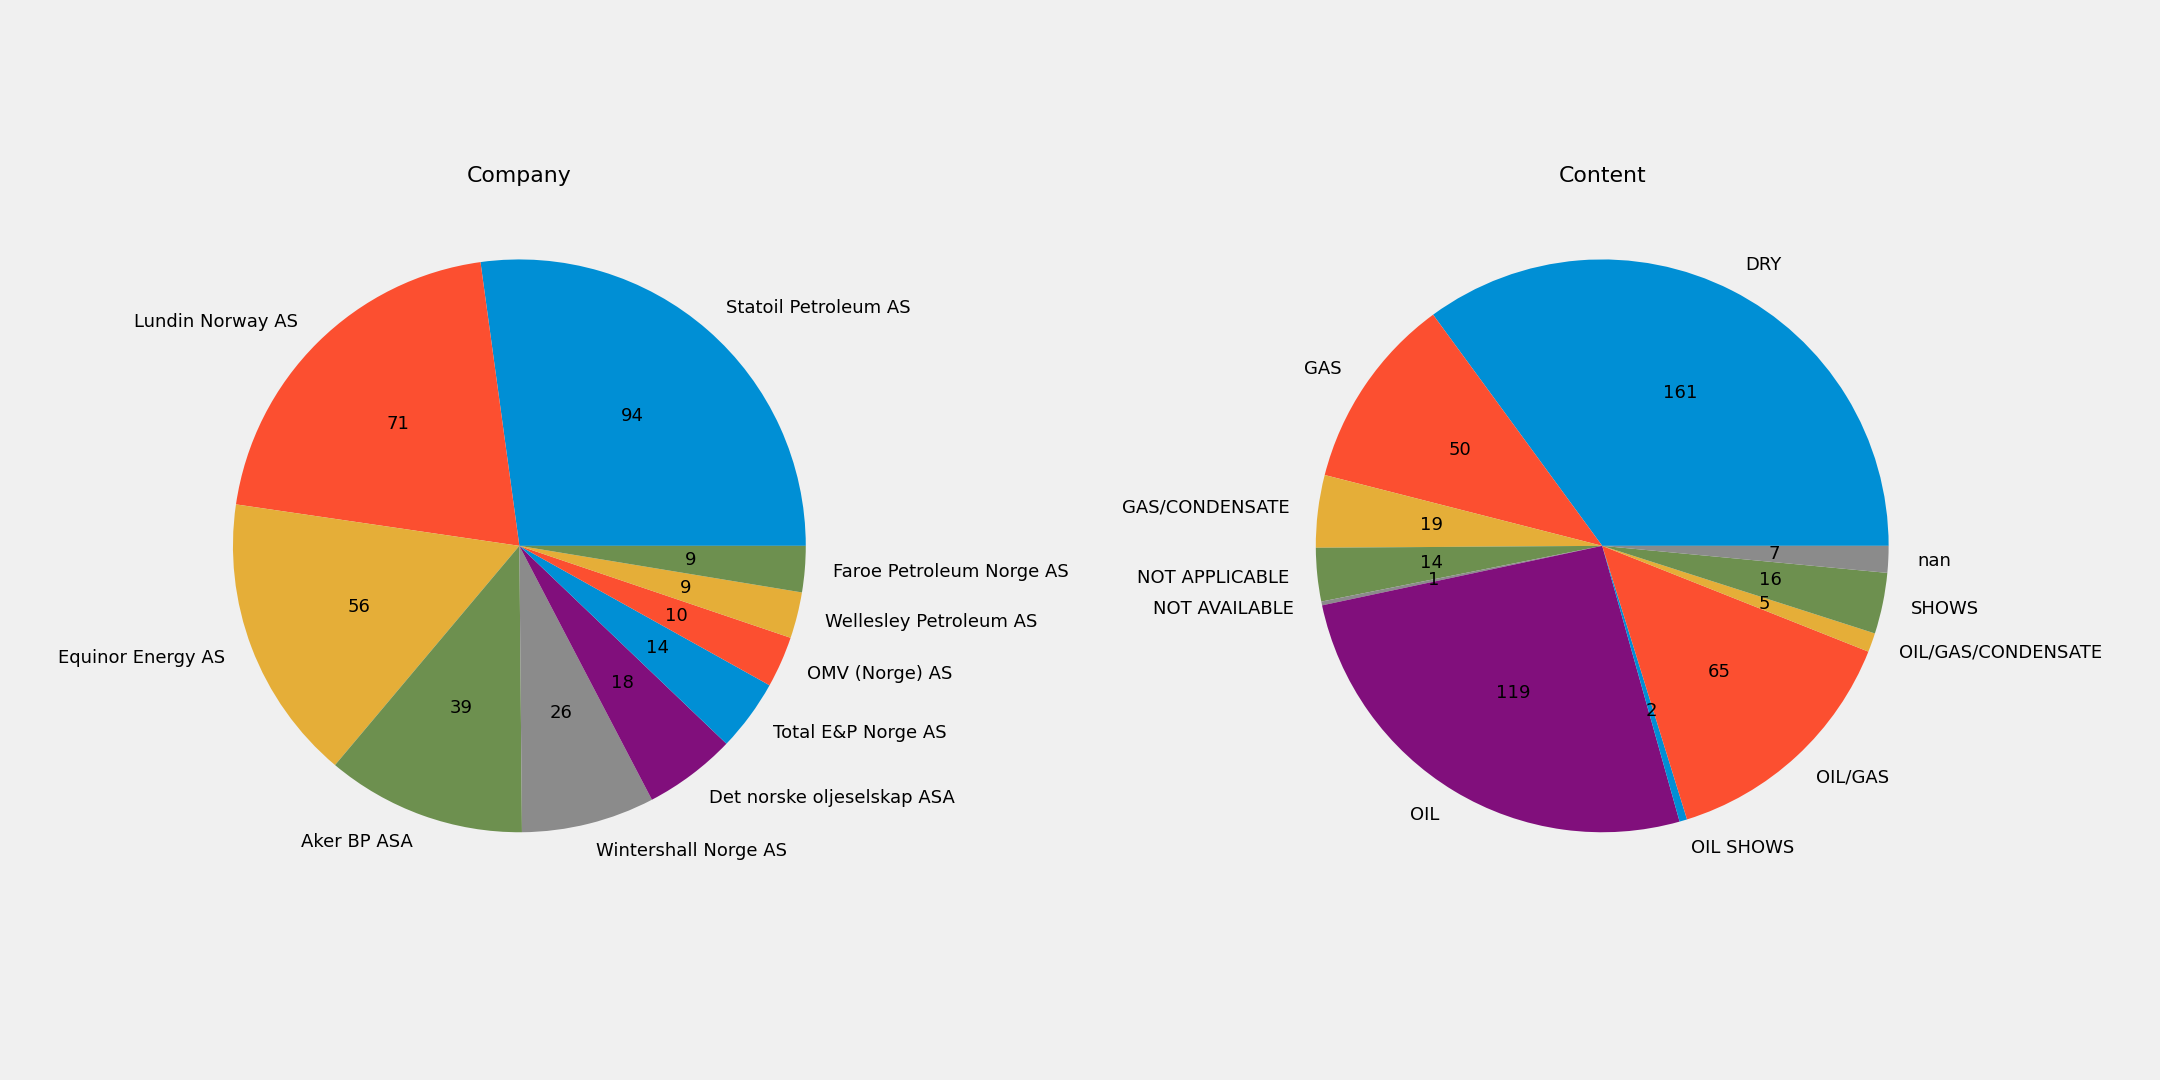 Company
Statoil Petroleum AS
94
Lundin Norway AS
71
Equinor Energy AS
56
Aker BP ASA
39
Wintershall Norge AS
26
Det norske oljeselskap ASA
18
Total E&P Norge AS
14
OMV (Norge) AS
10
Wellesley Petroleum AS
9
Faroe Petroleum Norge AS
9
Content
DRY
161
GAS
50
GAS/CONDENSATE
19
NOT APPLICABLE
14
NOT AVAILABLE
1
OIL
119
OIL SHOWS
2
OIL/GAS
65
OIL/GAS/CONDENSATE
5
SHOWS
16
nan
7